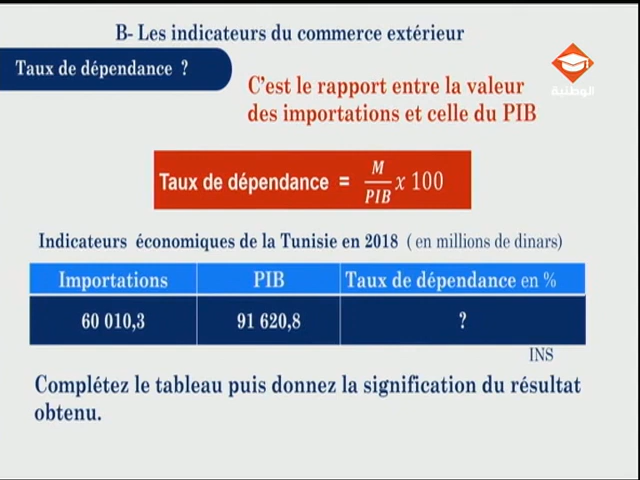 B- Les indicateurs du commerce extérieur
Taux de dépendance ?
C'est le rapport entre la valeur
des importations et celle du PIB
الوطنية
Taux de dépendance = M/PIB x 100
Indicateurs économiques de la Tunisie en 2018 ( en millions de dinars)
Importations PIB Taux de dépendance en %
60 010,3 91 620,8 ?
INS
Complétez le tableau puis donnez la signification du résultat
obtenu.